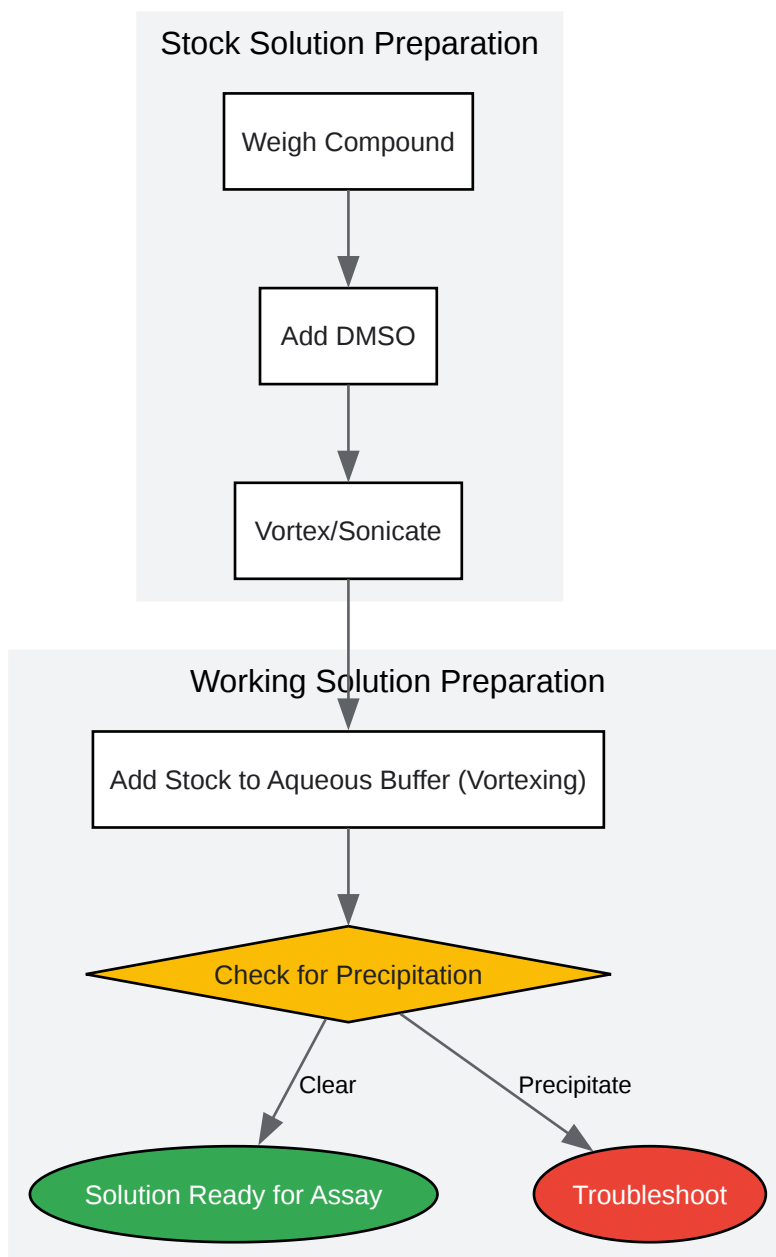 Stock Solution Preparation
Weigh Compound
Add DMSO
Vortex/Sonicate
Working Solution Preparation
Add Stock to Aqueous Buffer (Vortexing)
Check for Precipitation
Clear
Precipitate
Solution Ready for Assay
Troubleshoot